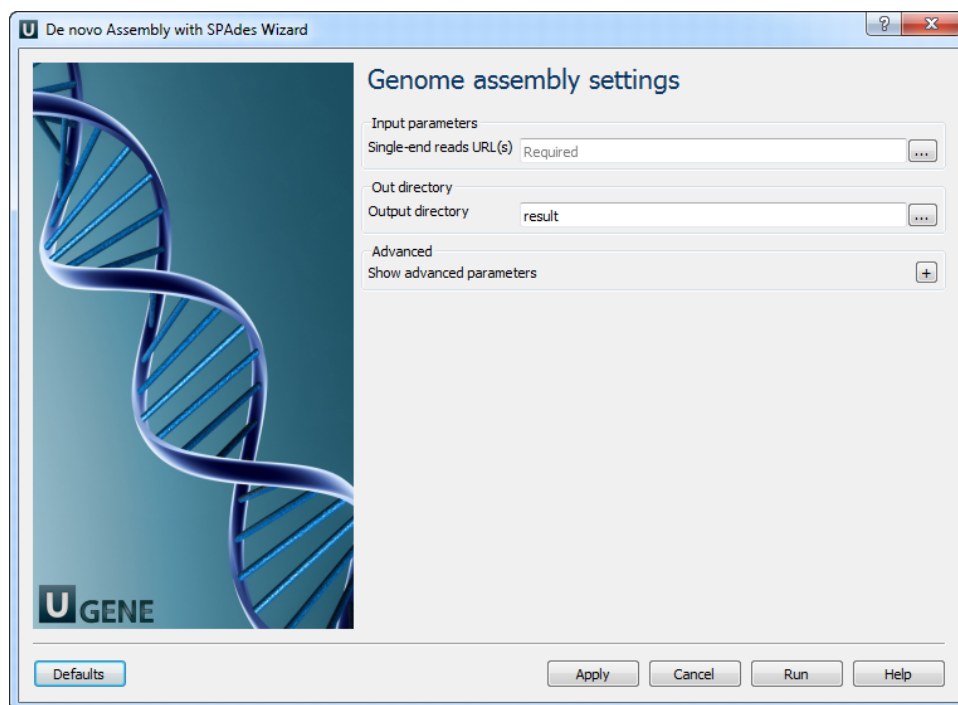 U De novo Assembly with SPAdes Wizard
? X
Genome assembly settings
Input parameters
Single-end reads URL(s) Required ...
Out directory
Output directory result ...
Advanced
Show advanced parameters +
U GENE
Defaults Apply Cancel Run Help